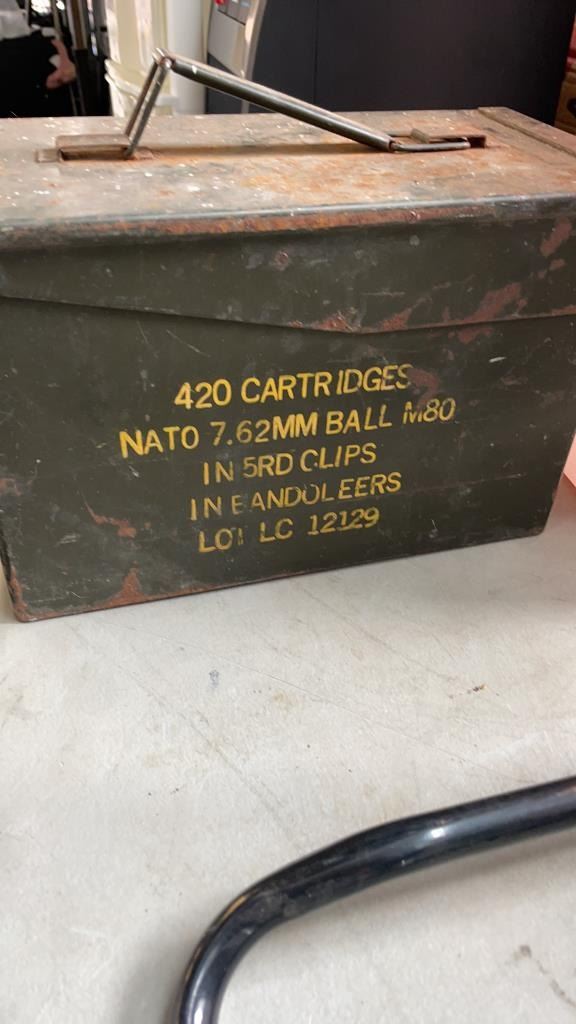 420 CARTRIDGES
NATO 7.62MM BALL M80
IN 5RD CLIPS
IN BANDOLEERS
LOT LC 12129